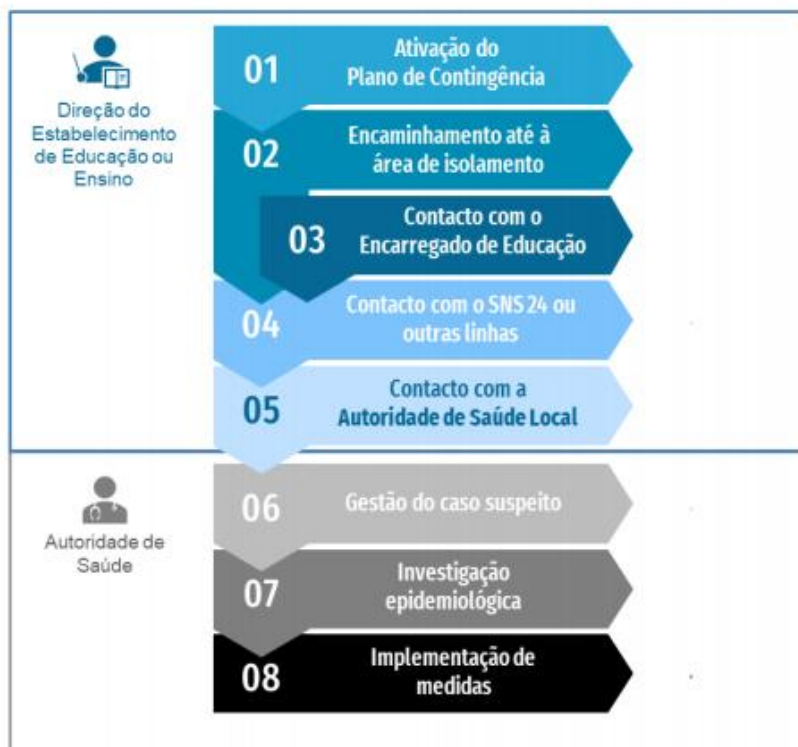 Direção do
Estabelecimento
de Educação ou
Ensino
01
Ativação do
Plano de Contingência
02
Encaminhamento até à
área de isolamento
03
Contacto com o
Encarregado de Educação
04
Contacto com o SNS 24 ou
outras linhas
05
Contacto com a
Autoridade de Saúde Local
Autoridade de
Saúde
06
Gestão do caso suspeito
07
Investigação
epidemiológica
08
Implementação de
medidas